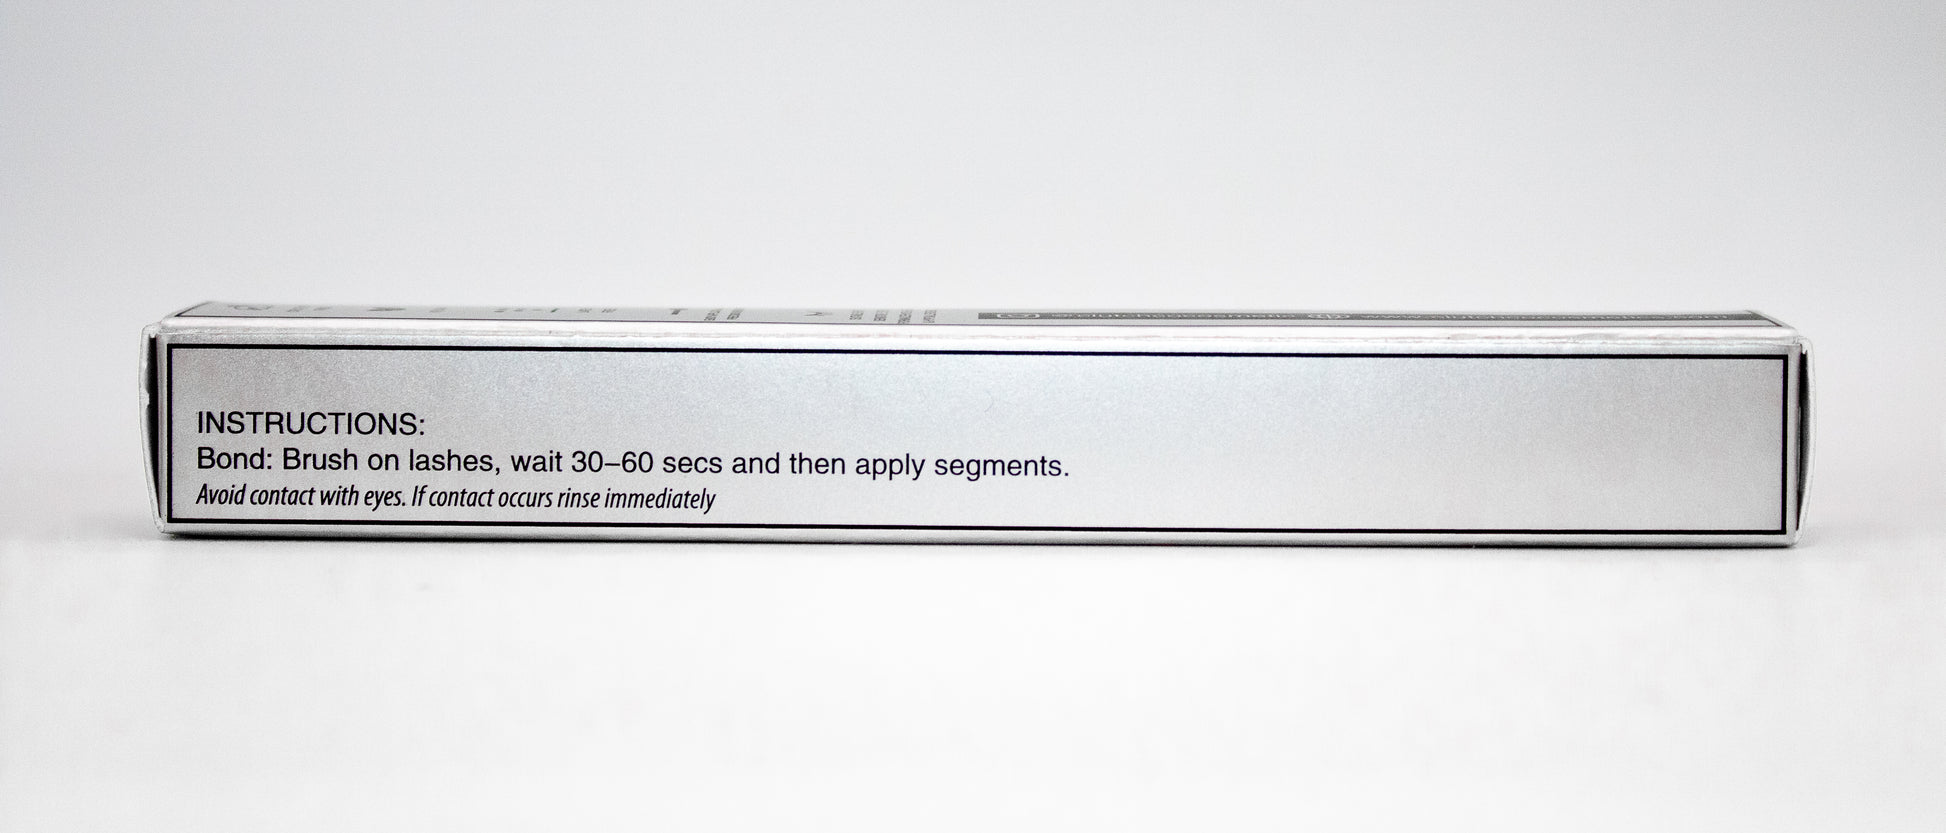 INSTRUCTIONS:
Bond: Brush on lashes, wait 30–60 secs and then apply segments.
Avoid contact with eyes. If contact occurs rinse immediately